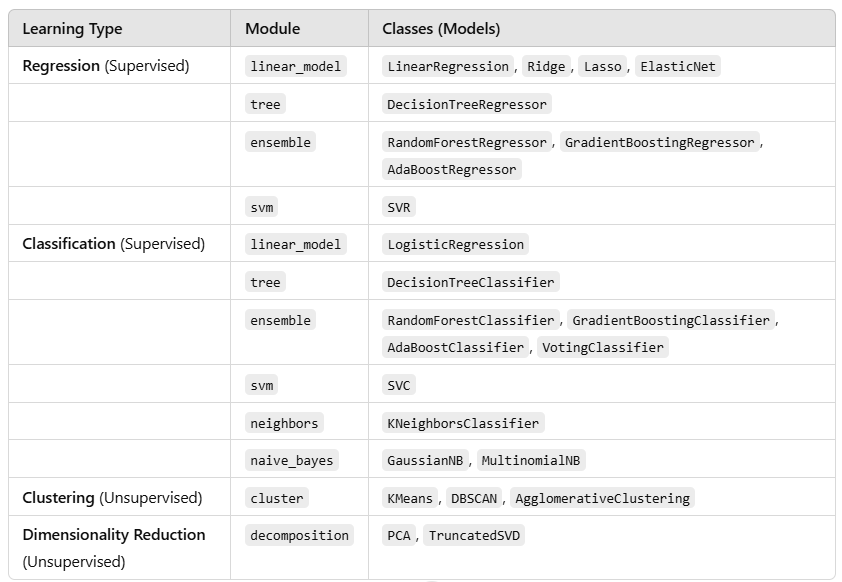 Learning Type Module Classes (Models)
Regression (Supervised) linear_model LinearRegression, Ridge, Lasso, ElasticNet
tree DecisionTreeRegressor
ensemble RandomForestRegressor, GradientBoostingRegressor,
AdaBoostRegressor
svm SVR
Classification (Supervised) linear_model LogisticRegression
tree DecisionTreeClassifier
ensemble RandomForestClassifier, GradientBoostingClassifier,
AdaBoostClassifier, VotingClassifier
svm SVC
neighbors KNeighborsClassifier
naive_bayes GaussianNB, MultinomialNB
Clustering (Unsupervised) cluster KMeans, DBSCAN, AgglomerativeClustering
Dimensionality Reduction decomposition PCA, TruncatedSVD
(Unsupervised)